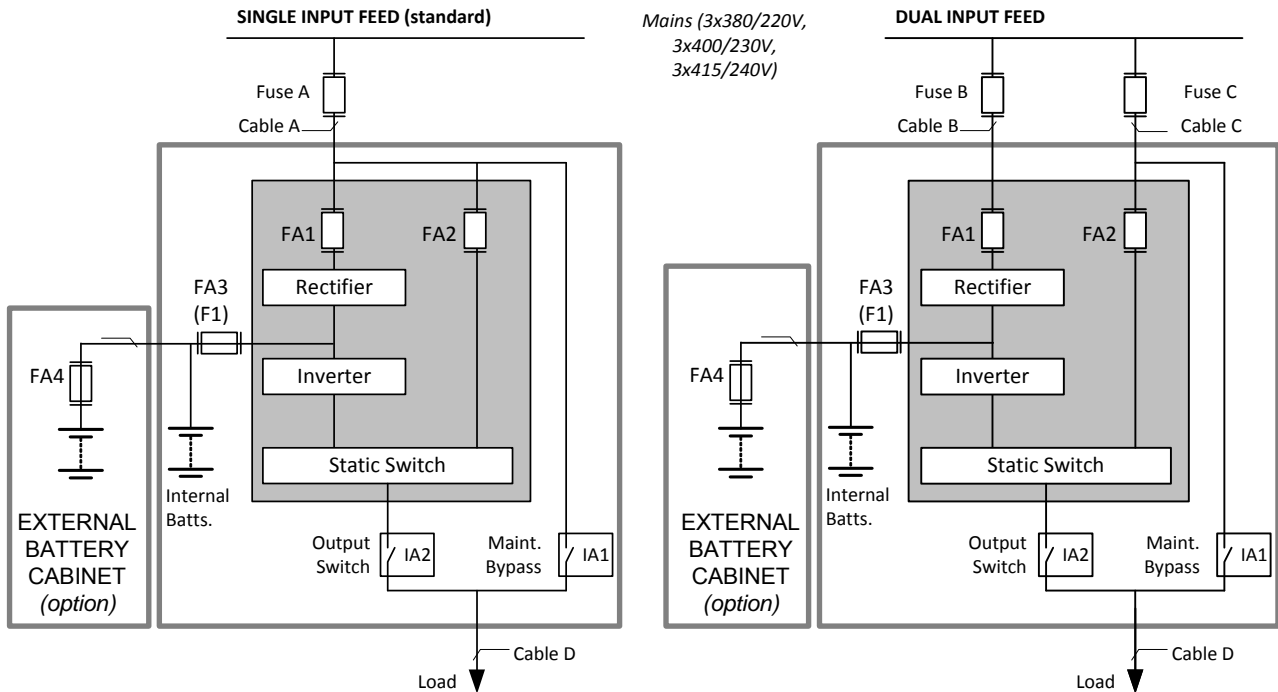 SINGLE INPUT FEED (standard)
Mains (3x380/220V,
3x400/230V,
3x415/240V)
DUAL INPUT FEED
Fuse A
Cable A
FA1
FA2
Rectifier
FA3
(F1)
FA4
Inverter
Static Switch
Internal
Batts.
EXTERNAL
BATTERY
CABINET
(option)
Output
Switch
IA2
Maint.
Bypass
IA1
Cable D
Load
Fuse B
Fuse C
Cable B
Cable C
FA1
FA2
Rectifier
FA3
(F1)
FA4
Inverter
Static Switch
Internal
Batts.
EXTERNAL
BATTERY
CABINET
(option)
Output
Switch
IA2
Maint.
Bypass
IA1
Cable D
Load